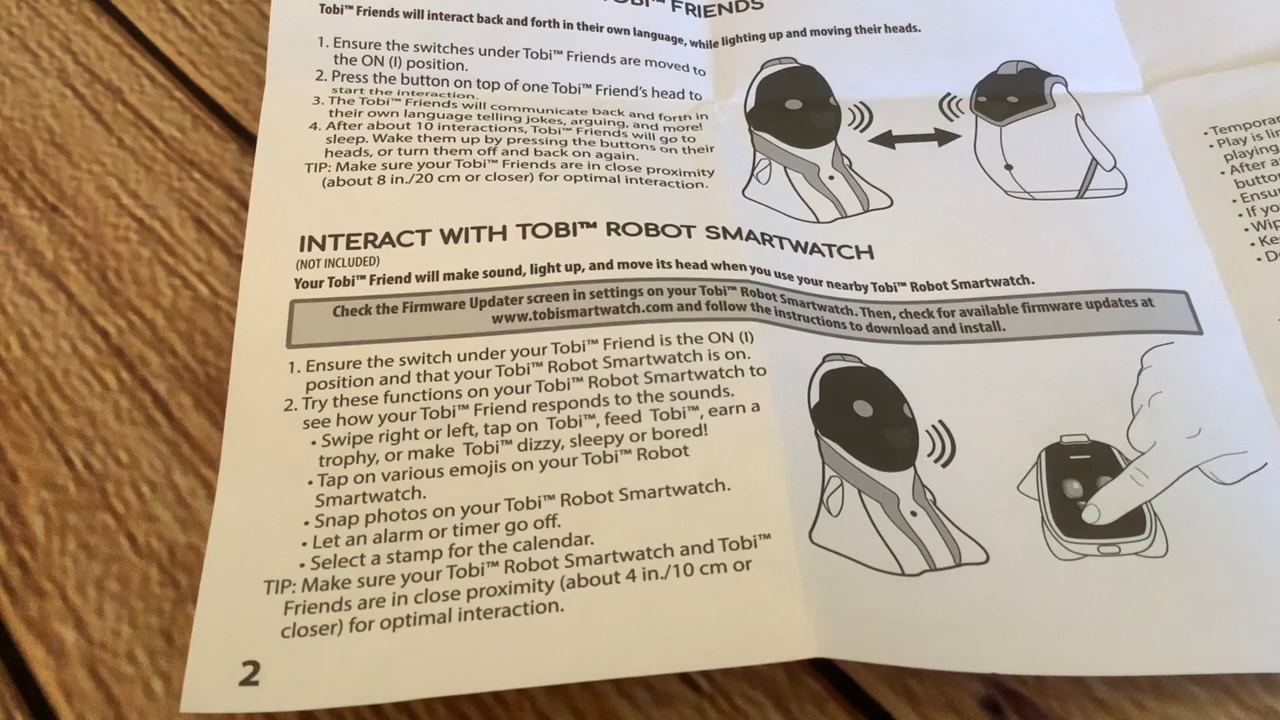 TOBI™ FRIENDS
Tobi™ Friends will interact back and forth in their own language, while lighting up and moving their heads.
1. Ensure the switches under Tobi™ Friends are moved to
the ON (I) position.
2. Press the button on top of one Tobi™ Friend's head to
start the interaction.
3. The Tobi™ Friends will communicate back and forth in
their own language telling jokes, arguing, and more!
4. After about 10 interactions, Tobi™ Friends will go to
sleep. Wake them up by pressing the buttons on their
heads, or turn them off and back on again.
TIP: Make sure your Tobi™ Friends are in close proximity
(about 8 in./20 cm or closer) for optimal interaction.
INTERACT WITH TOBI™ ROBOT SMARTWATCH
(NOT INCLUDED)
Your Tobi™ Friend will make sound, light up, and move its head when you use your nearby Tobi™ Robot Smartwatch.
Check the Firmware Updater screen in settings on your Tobi™ Robot Smartwatch. Then, check for available firmware updates at
www.tobismartwatch.com and follow the instructions to download and install.
1. Ensure the switch under your Tobi™ Friend is the ON (I)
position and that your Tobi™ Robot Smartwatch is on.
2. Try these functions on your Tobi™ Robot Smartwatch to
see how your Tobi™ Friend responds to the sounds.
• Swipe right or left, tap on Tobi™, feed Tobi™, earn a
trophy, or make Tobi™ dizzy, sleepy or bored!
• Tap on various emojis on your Tobi™ Robot
Smartwatch.
• Snap photos on your Tobi™ Robot Smartwatch.
• Let an alarm or timer go off.
• Select a stamp for the calendar.
TIP: Make sure your Tobi™ Robot Smartwatch and Tobi™
Friends are in close proximity (about 4 in./10 cm or
closer) for optimal interaction.
2
• Play is
playing
• After a
• If you